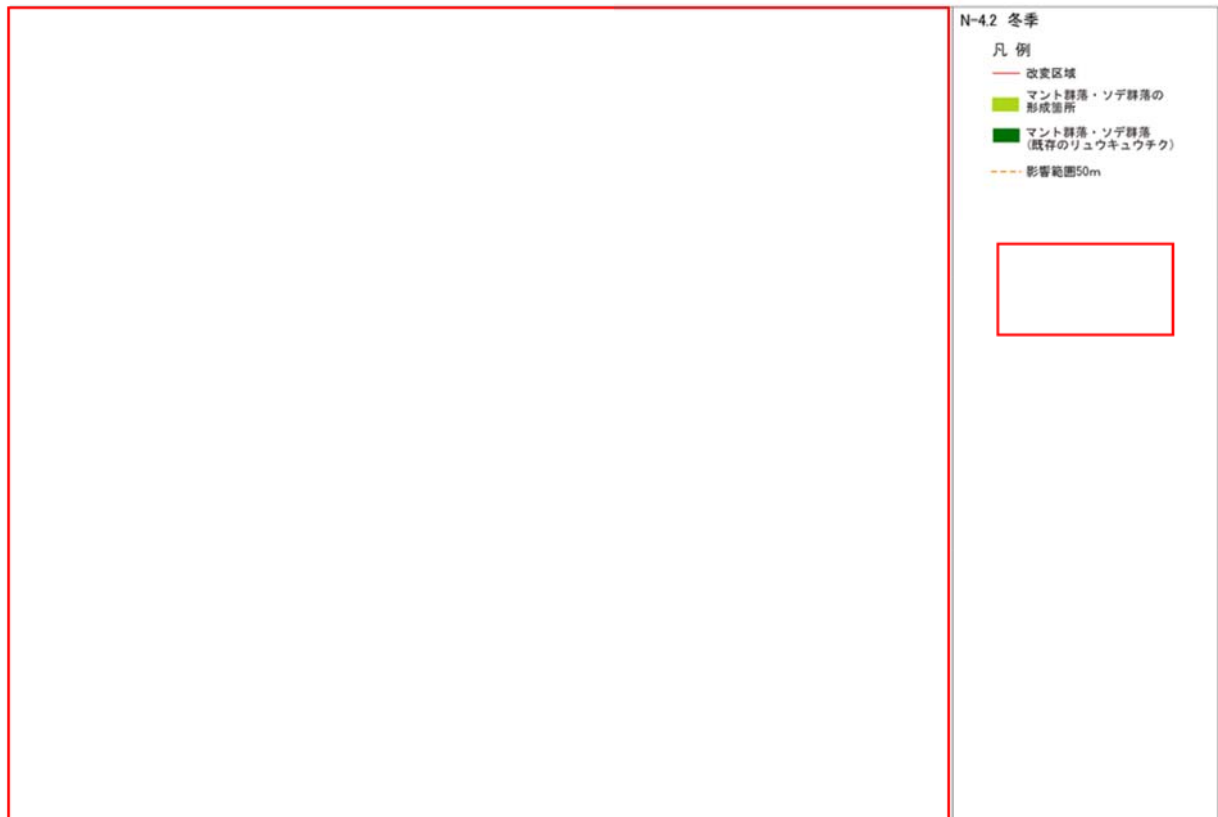 N-4.2 冬季
凡 例
改変区域
マント群落・ソデ群落の
形成箇所
マント群落・ソデ群落
(既存のリュウキュウチク)
影響範囲50m